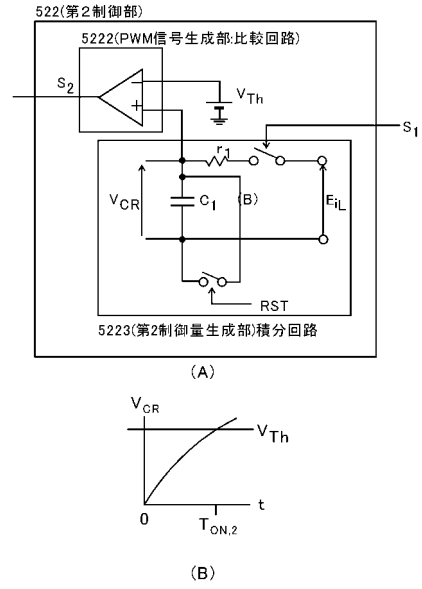 522(第2制御部)
5222(PWM信号生成部:比較回路)
S2
VTh
S1
r1
VCR
C1
(B)
EiL
RST
5223(第2制御量生成部)積分回路
(A)
VCR
VTh
0
t
TON,2
(B)